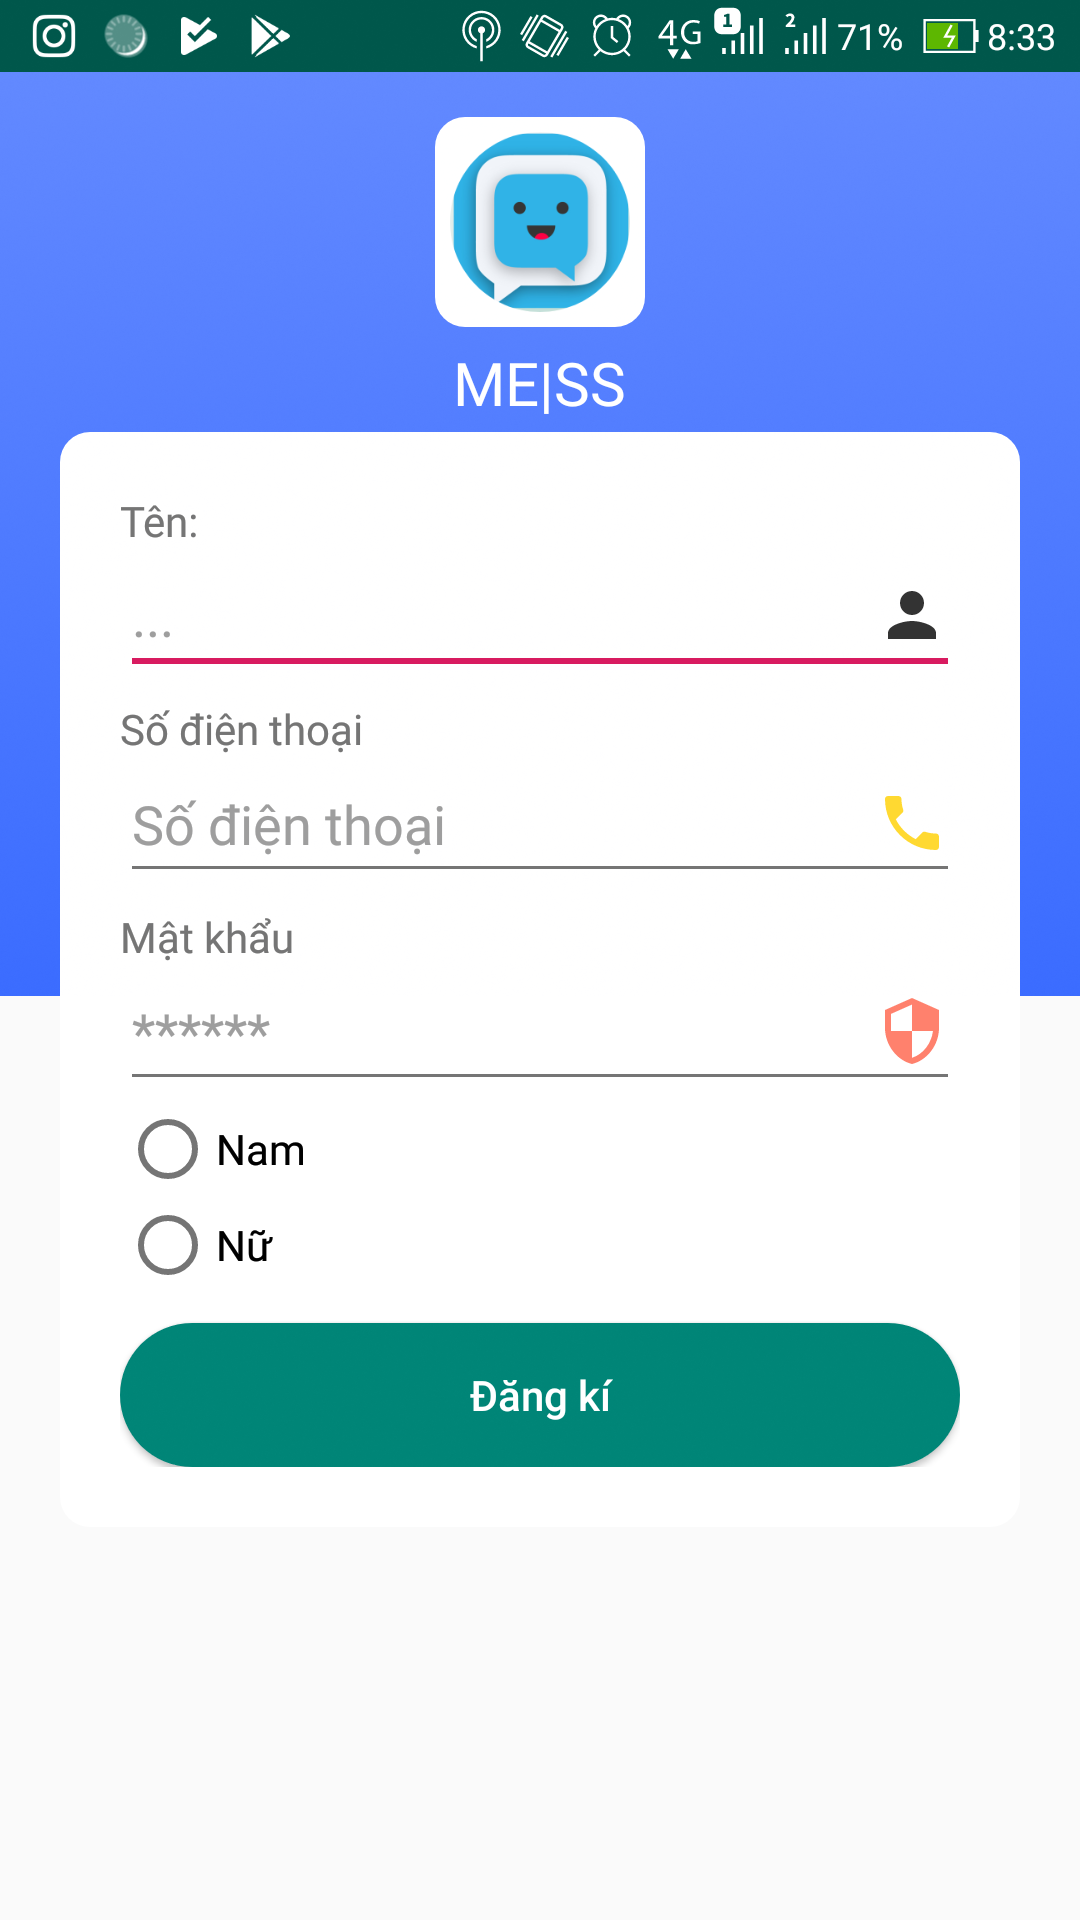 4G 1 2 71% 8:33
ME|SS
Tên:
...
Số điện thoại
Số điện thoại
Mật khẩu
******
Nam
Nữ
Đăng kí